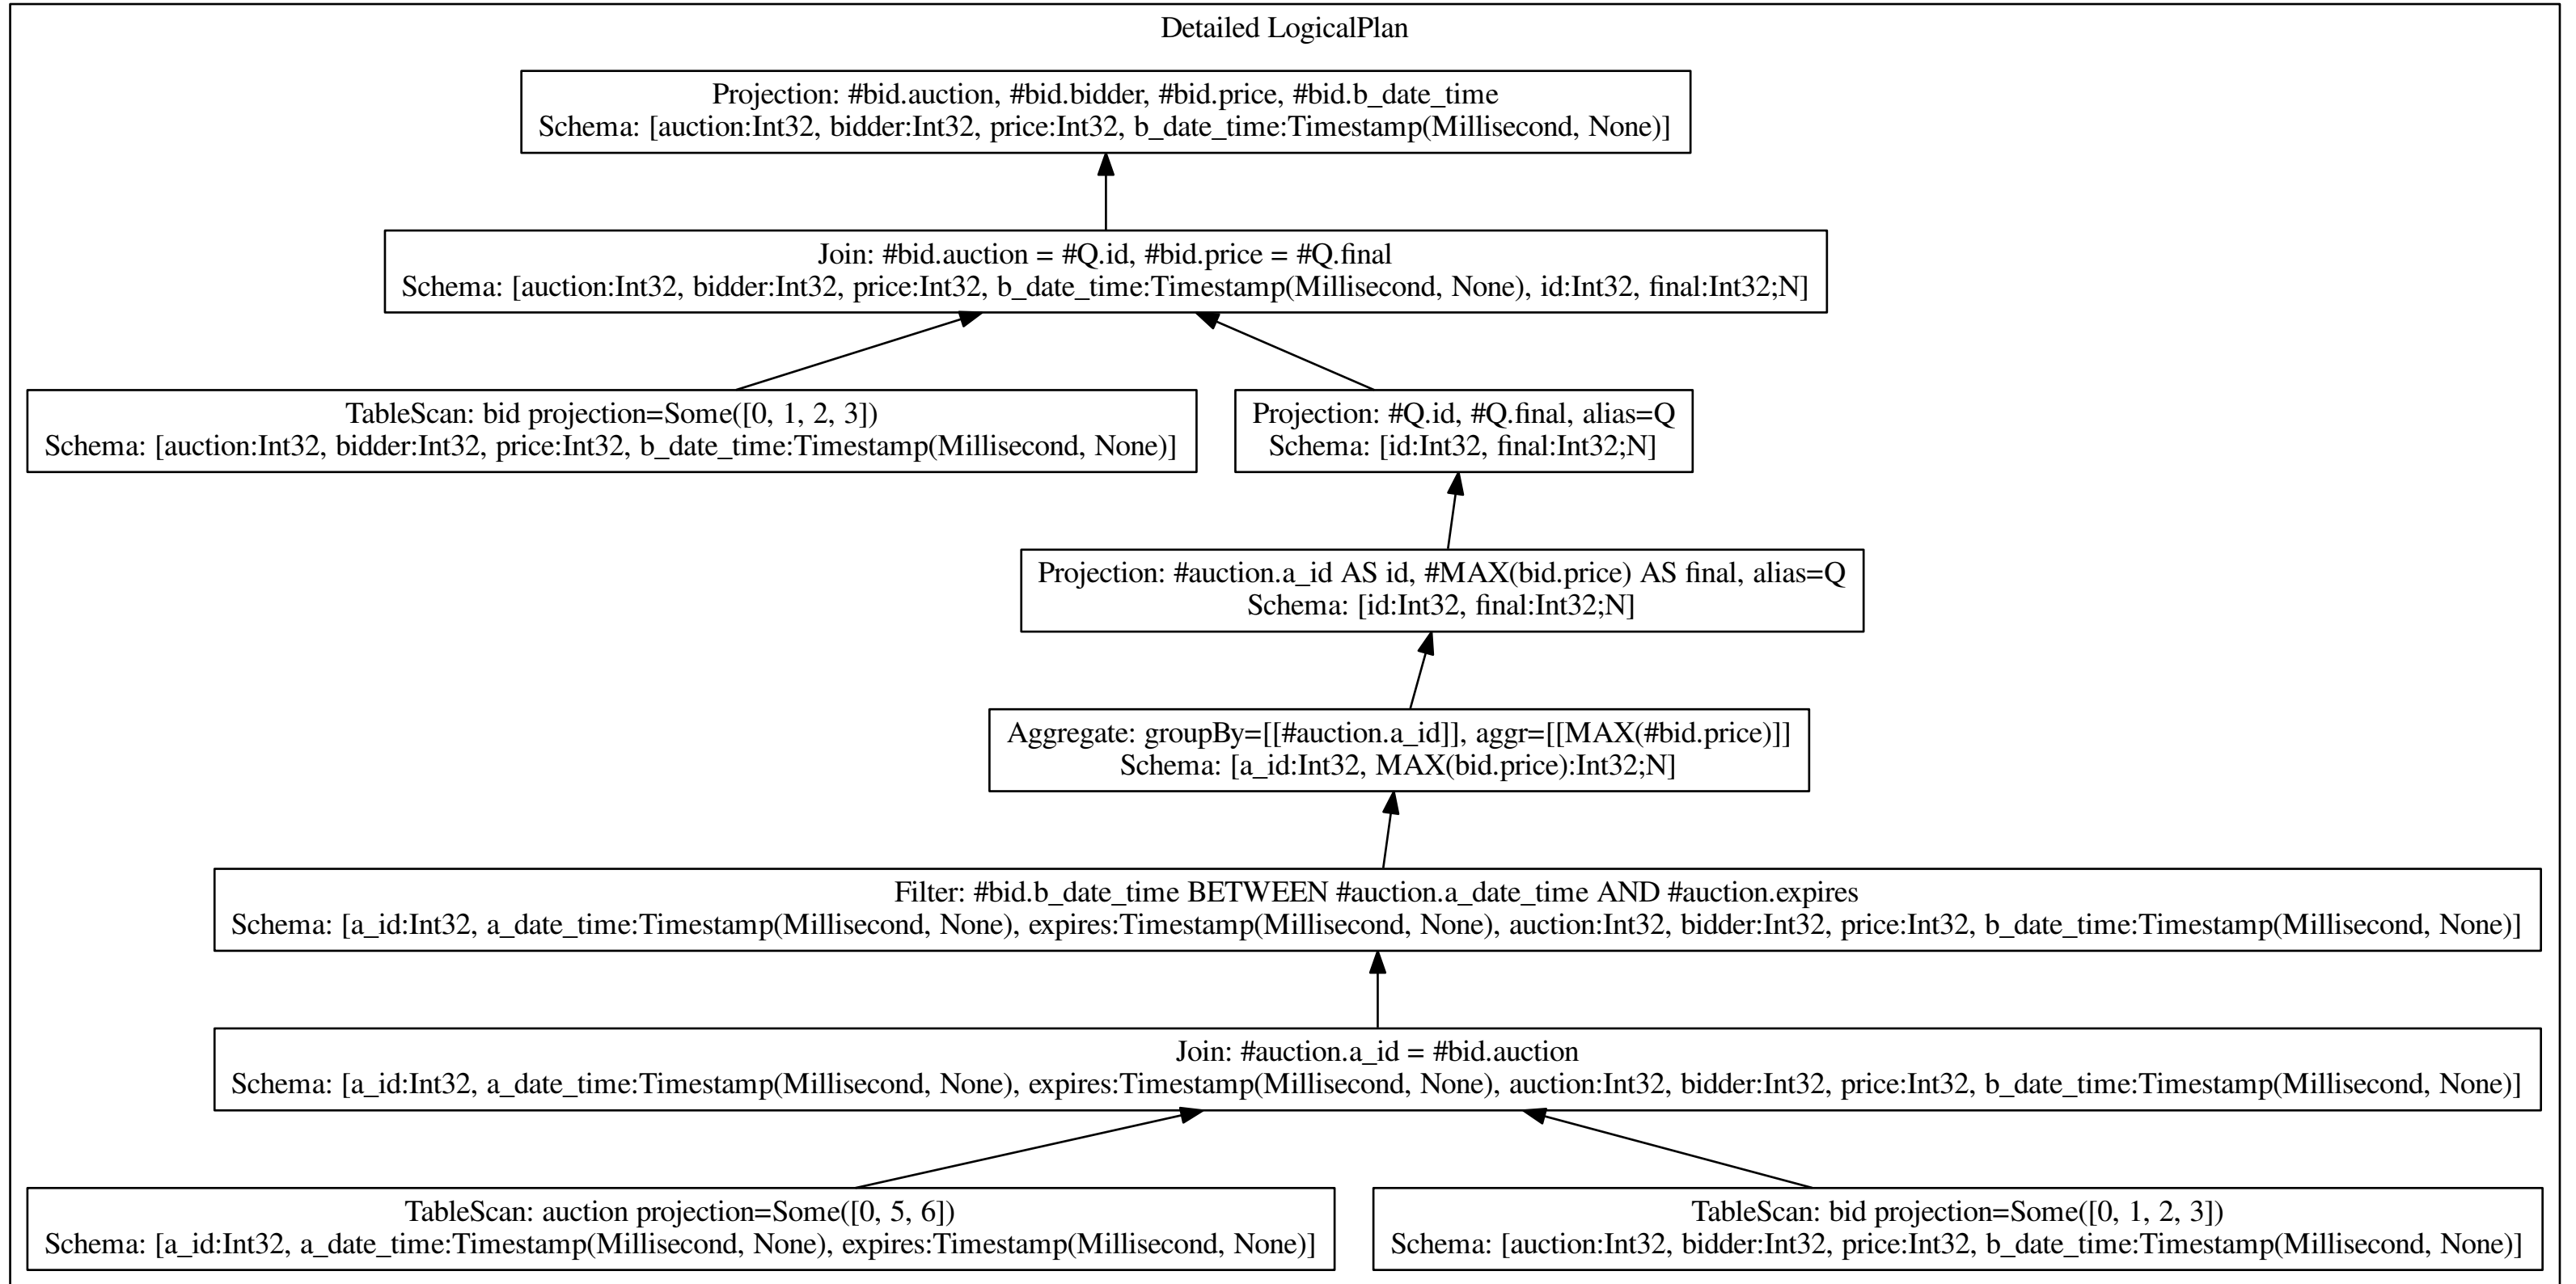 Detailed LogicalPlan
Projection: #bid.auction, #bid.bidder, #bid.price, #bid.b_date_time
Schema: [auction:Int32, bidder:Int32, price:Int32, b_date_time:Timestamp(Millisecond, None)]
Join: #bid.auction = #Q.id, #bid.price = #Q.final
Schema: [auction:Int32, bidder:Int32, price:Int32, b_date_time:Timestamp(Millisecond, None), id:Int32, final:Int32;N]
TableScan: bid projection=Some([0, 1, 2, 3])
Schema: [auction:Int32, bidder:Int32, price:Int32, b_date_time:Timestamp(Millisecond, None)]
Projection: #Q.id, #Q.final, alias=Q
Schema: [id:Int32, final:Int32;N]
Projection: #auction.a_id AS id, #MAX(bid.price) AS final, alias=Q
Schema: [id:Int32, final:Int32;N]
Aggregate: groupBy=[[#auction.a_id]], aggr=[[MAX(#bid.price)]]
Schema: [a_id:Int32, MAX(bid.price):Int32;N]
Filter: #bid.b_date_time BETWEEN #auction.a_date_time AND #auction.expires
Schema: [a_id:Int32, a_date_time:Timestamp(Millisecond, None), expires:Timestamp(Millisecond, None), auction:Int32, bidder:Int32, price:Int32, b_date_time:Timestamp(Millisecond, None)]
Join: #auction.a_id = #bid.auction
Schema: [a_id:Int32, a_date_time:Timestamp(Millisecond, None), expires:Timestamp(Millisecond, None), auction:Int32, bidder:Int32, price:Int32, b_date_time:Timestamp(Millisecond, None)]
TableScan: auction projection=Some([0, 5, 6])
Schema: [a_id:Int32, a_date_time:Timestamp(Millisecond, None), expires:Timestamp(Millisecond, None)]
TableScan: bid projection=Some([0, 1, 2, 3])
Schema: [auction:Int32, bidder:Int32, price:Int32, b_date_time:Timestamp(Millisecond, None)]